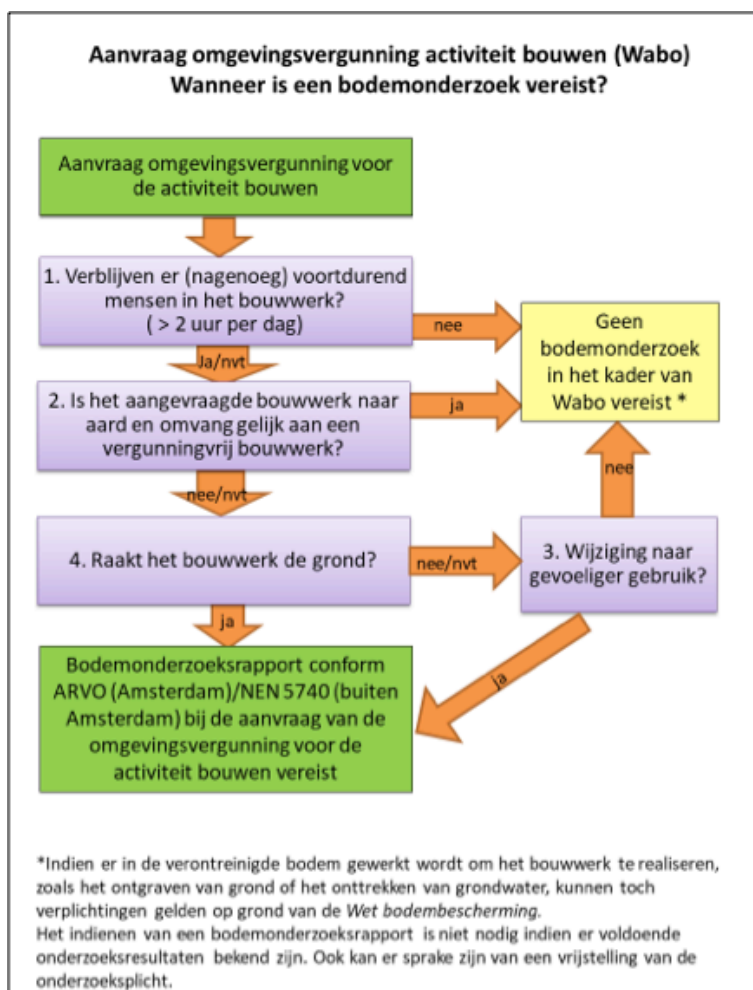 Aanvraag omgevingsvergunning activiteit bouwen (Wabo)
Wanneer is een bodemonderzoek vereist?
Aanvraag omgevingsvergunning voor
de activiteit bouwen
1. Verblijven er (nagenoeg) voortdurend
mensen in het bouwwerk?
( > 2 uur per dag)
nee
Geen
bodemonderzoek
in het kader van
Wabo vereist *
Ja/nvt
2. Is het aangevraagde bouwwerk naar
aard en omvang gelijk aan een
vergunningvrij bouwwerk?
ja
nee
nee/nvt
4. Raakt het bouwwerk de grond?
nee/nvt
3. Wijziging naar
gevoeliger gebruik?
ja
ja
Bodemonderzoeksrapport conform
ARVO (Amsterdam)/NEN 5740 (buiten
Amsterdam) bij de aanvraag van de
omgevingsvergunning voor de
activiteit bouwen vereist
*Indien er in de verontreinigde bodem gewerkt wordt om het bouwwerk te realiseren,
zoals het ontgraven van grond of het onttrekken van grondwater, kunnen toch
verplichtingen gelden op grond van de Wet bodembescherming.
Het indienen van een bodemonderzoeksrapport is niet nodig indien er voldoende
onderzoeksresultaten bekend zijn. Ook kan er sprake zijn van een vrijstelling van de
onderzoeksplicht.